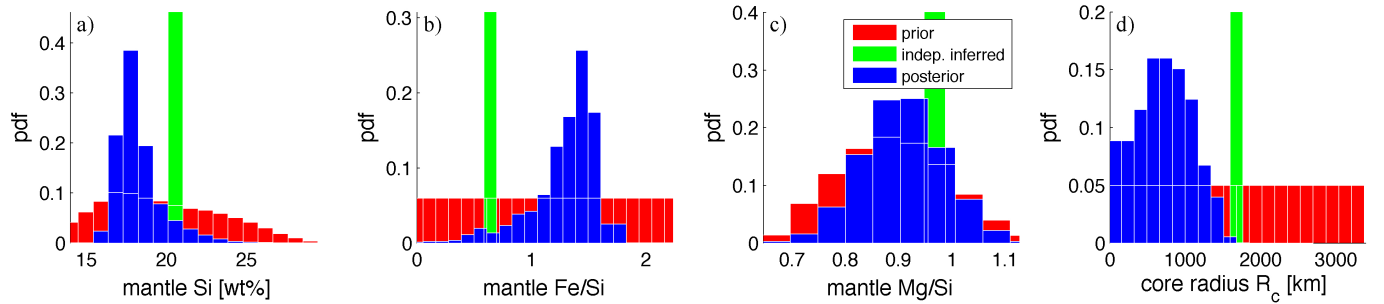 a)
pdf
0.4
0.3
0.2
0.1
0
15 20 25
mantle Si [wt%]
b)
pdf
0.3
0.2
0.1
0
0 1 2
mantle Fe/Si
c)
pdf
0.4
0.3
0.2
0.1
0
0.7 0.8 0.9 1 1.1
mantle Mg/Si
prior
indep. inferred
posterior
d)
pdf
0.2
0.15
0.1
0.05
0
0 1000 2000 3000
core radius R_c [km]